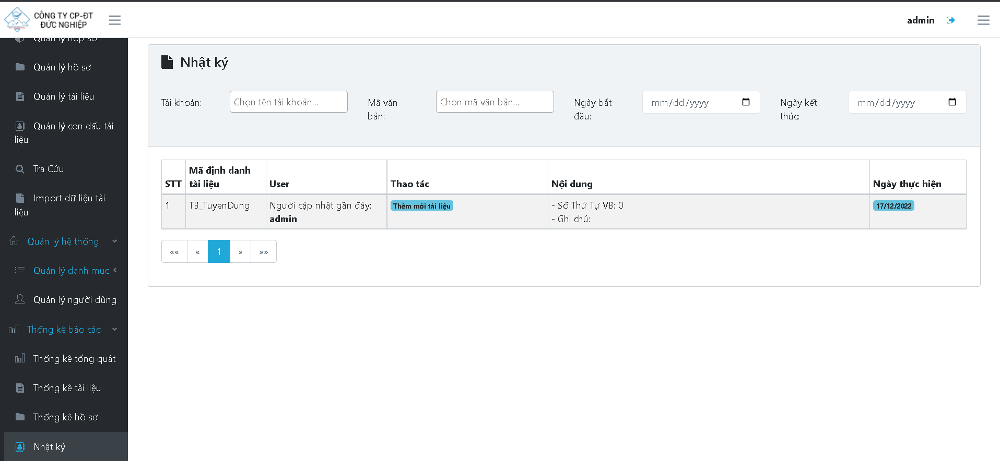 CÔNG TY CP-ĐT
ĐỨC NGHIỆP
admin
Quản lý hộp số
Quản lý hồ sơ
Quản lý tài liệu
Quản lý con dấu tài
liệu
Tra Cứu
Import dữ liệu tài
liệu
Quản lý hệ thống
Quản lý danh mục
Quản lý người dùng
Thống kê báo cáo
Thống kê tổng quát
Thống kê tài liệu
Thống kê hồ sơ
Nhật ký
Nhật ký
Tài khoản:
Chọn tên tài khoản...
Mã văn
bản:
Chọn mã văn bản...
Ngày bắt
đầu:
mm/dd/yyyy
Ngày kết
thúc:
mm/dd/yyyy
STT
Mã định danh
tài liệu
User
Thao tác
Nội dung
Ngày thực hiện
1
TB_TuyenDung
Người cập nhật gần đây:
admin
Thêm mới tài liệu
- Số Thứ Tự VB: 0
- Ghi chú:
17/12/2022
«« « 1 » »»